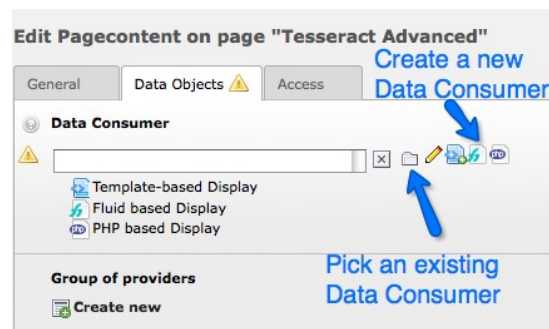 Edit Pagecontent on page "Tesseract Advanced"
Create a new
Data Consumer
General
Data Objects
Access
Data Consumer
Template-based Display
Fluid based Display
PHP based Display
Pick an existing
Data Consumer
Group of providers
Create new